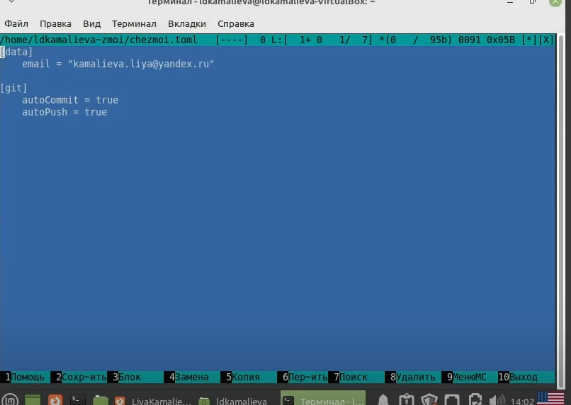 Терминал - ldkamalieva@ldkamalieva-VirtualBox: ~
Файл Правка Вид Терминал Вкладки Справка
/home/ldkamalieva~zmoi/chezmoi.toml [----] 0 L:[ 1+ 0 1/ 7] *(0 / 95b) 0091 0x05B [*][X]
[data]
email = "kamalieva.liya@yandex.ru"
[git]
autoCommit = true
autoPush = true
1Помощь 2Сохр~ить 3Блок 4Замена 5Копия 6Пер~ить 7Поиск 8Удалить 9МенюMC 10Выход
LiyaKamalie... ldkamalieva Терминал - l... 14:02